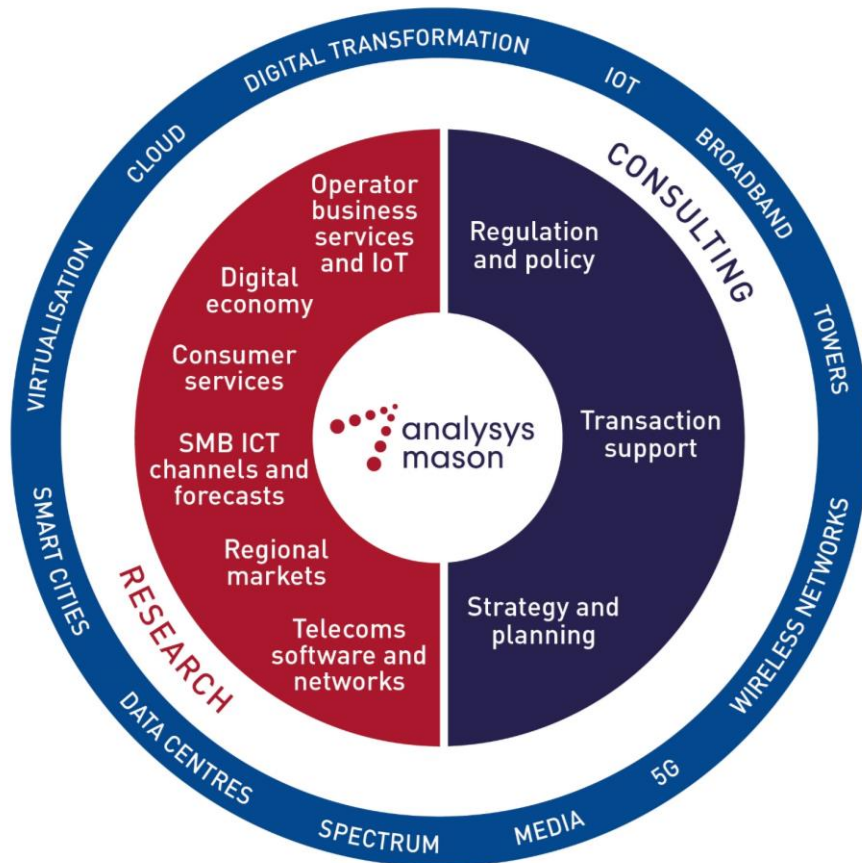 DIGITAL TRANSFORMATION
IOT
BROADBAND
TOWERS
WIRELESS NETWORKS
5G
MEDIA
SPECTRUM
DATA CENTRES
SMART CITIES
VIRTUALISATION
CLOUD
CONSULTING
RESEARCH
Operator
business
services
and IoT
Digital
economy
Consumer
services
SMB ICT
channels and
forecasts
Regional
markets
Telecoms
software and
networks
Regulation
and policy
Transaction
support
Strategy and
planning
analysys
mason